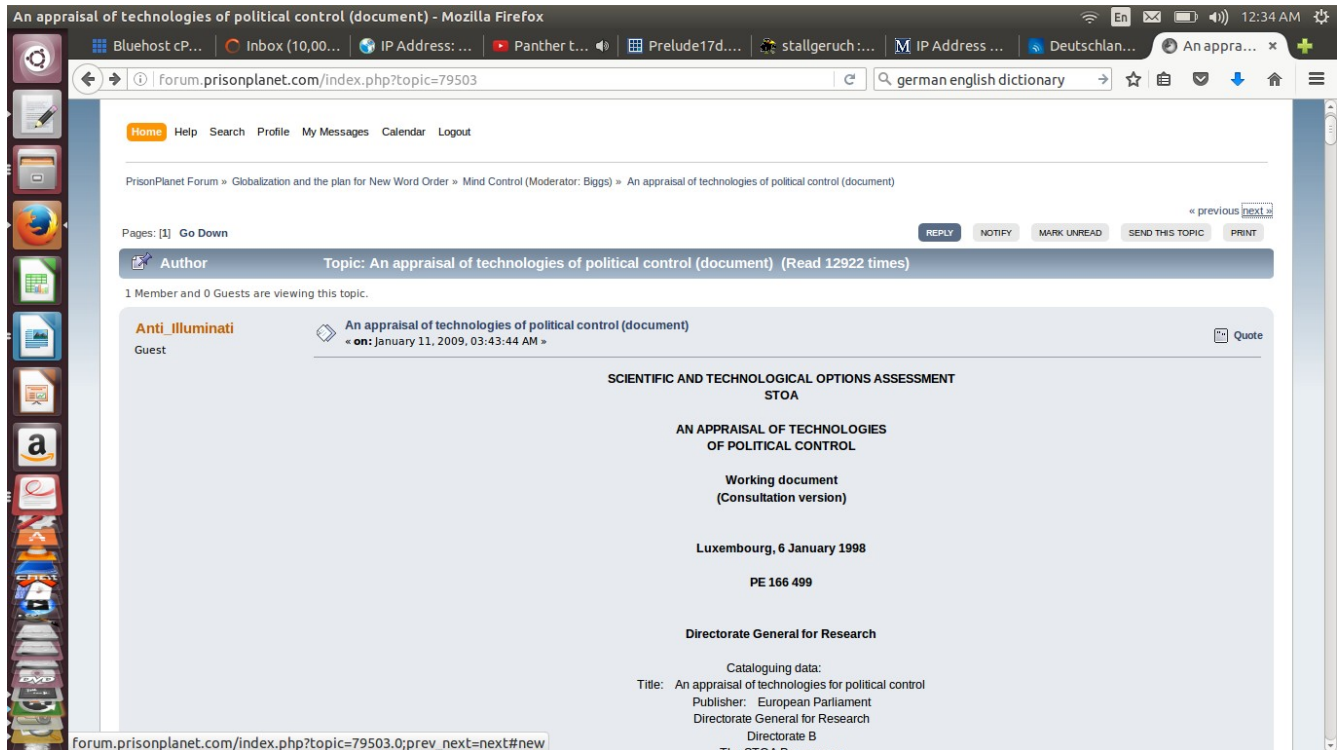 An appraisal of technologies of political control (document) - Mozilla Firefox
En
12:34 AM
Bluehost cP...
Inbox (10,00...
IP Address: ...
Panther t...
Prelude17d....
stallgeruch :...
IP Address ...
Deutschlan...
An appra...
forum.prisonplanet.com/index.php?topic=79503
german english dictionary
Home Help Search Profile My Messages Calendar Logout
PrisonPlanet Forum » Globalization and the plan for New Word Order » Mind Control (Moderator: Biggs) » An appraisal of technologies of political control (document)
« previous next »
Pages: [1] Go Down
REPLY NOTIFY MARK UNREAD SEND THIS TOPIC PRINT
Author Topic: An appraisal of technologies of political control (document) (Read 12922 times)
1 Member and 0 Guests are viewing this topic.
Anti_Illuminati
Guest
An appraisal of technologies of political control (document)
« on: January 11, 2009, 03:43:44 AM »
Quote
SCIENTIFIC AND TECHNOLOGICAL OPTIONS ASSESSMENT
STOA
AN APPRAISAL OF TECHNOLOGIES
OF POLITICAL CONTROL
Working document
(Consultation version)
Luxembourg, 6 January 1998
PE 166 499
Directorate General for Research
Cataloguing data:
Title: An appraisal of technologies for political control
Publisher: European Parliament
Directorate General for Research
Directorate B
forum.prisonplanet.com/index.php?topic=79503.0;prev_next=next#new